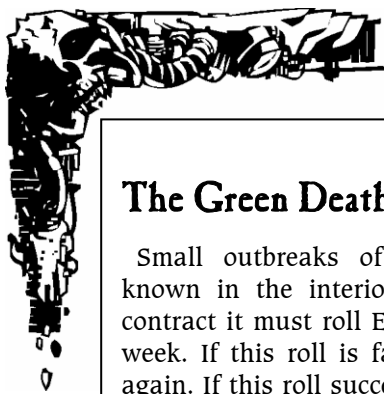 The Green Death
Small outbreaks of
known in the interio
contract it must roll E
week. If this roll is fa
again. If this roll succe